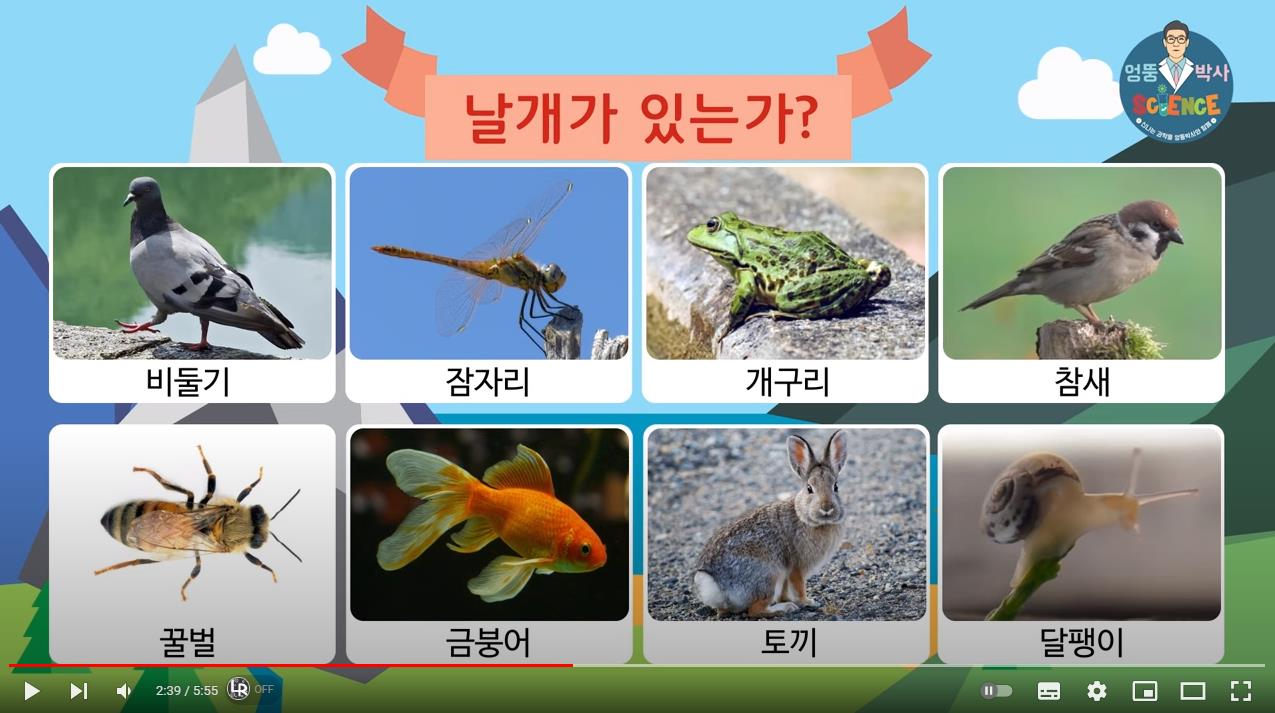 날개가 있는가?
엉뚱 박사
SCIENCE
비둘기
잠자리
개구리
참새
꿀벌
금붕어
토끼
달팽이
2:39 / 5:55
LR OFF